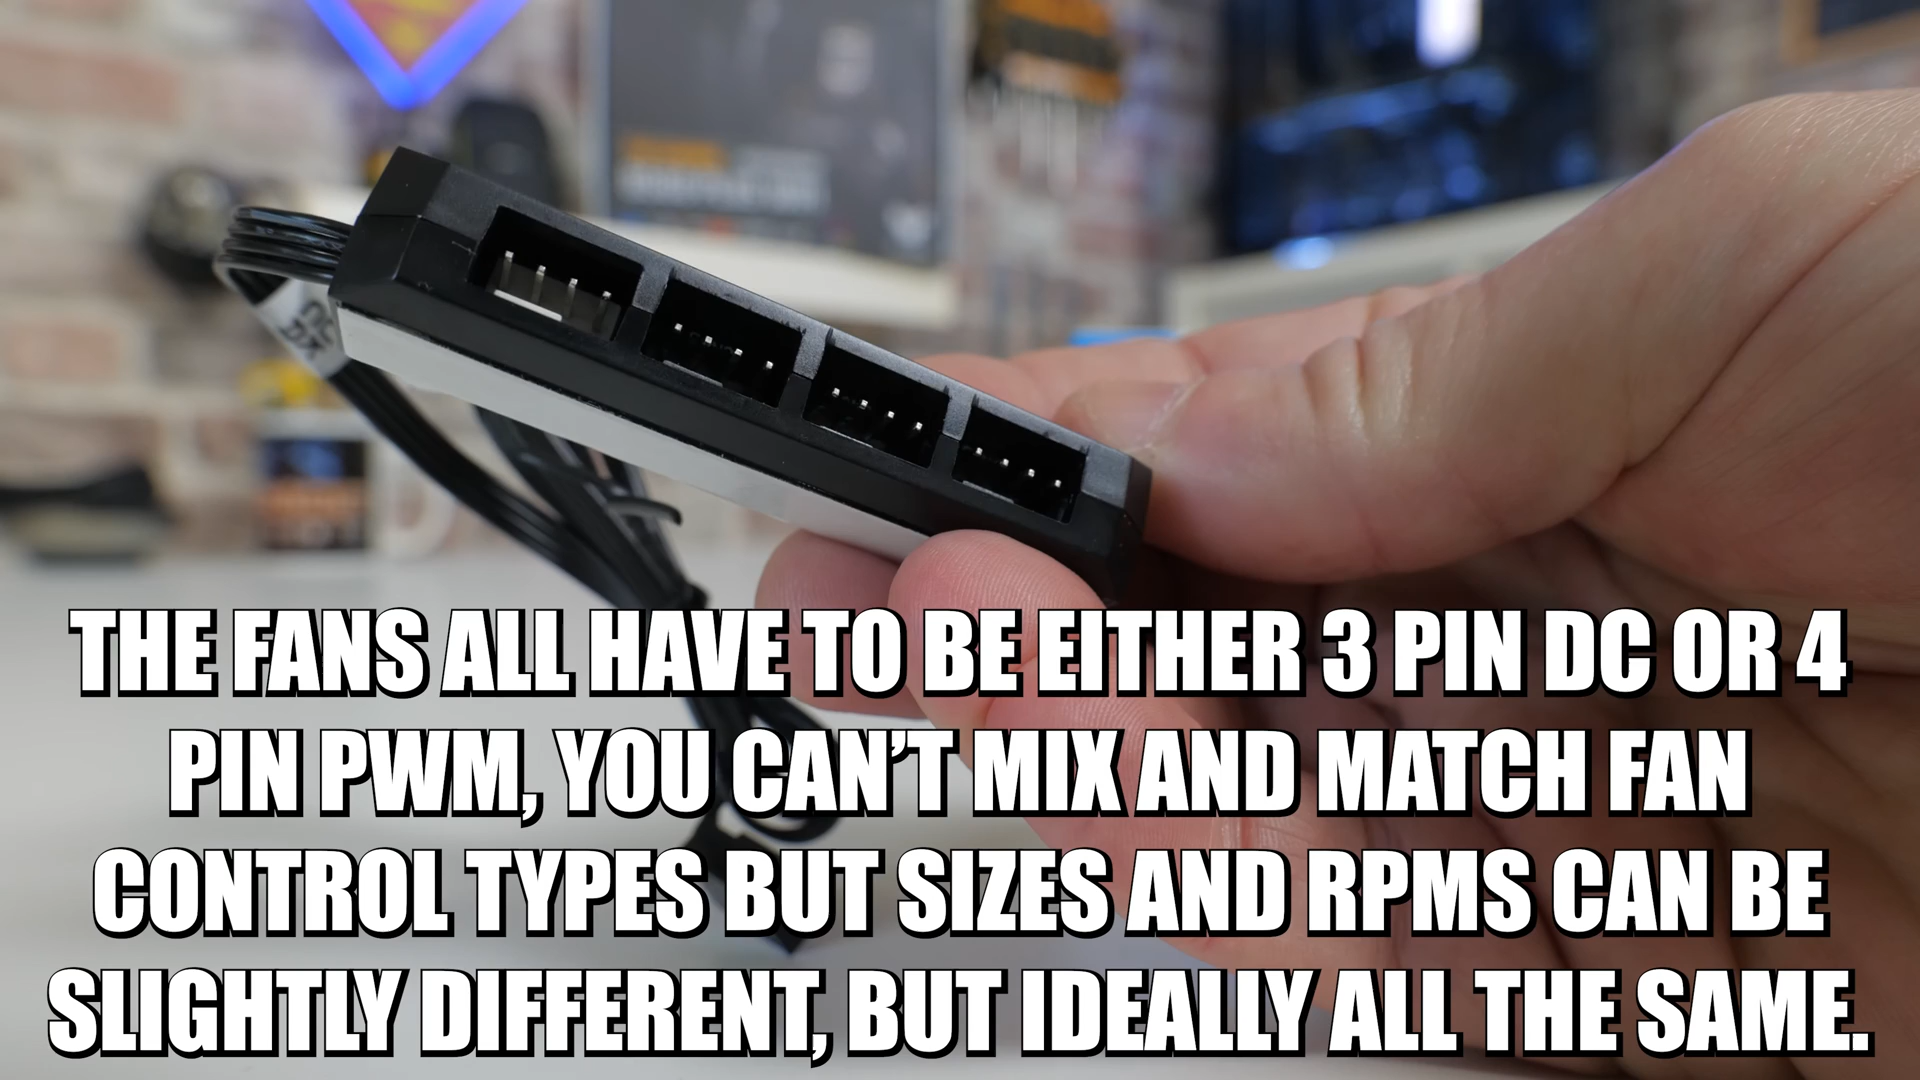 THE FANS ALL HAVE TO BE EITHER 3 PIN DC OR 4
PIN PWM, YOU CAN'T MIX AND MATCH FAN
CONTROL TYPES BUT SIZES AND RPMS CAN BE
SLIGHTLY DIFFERENT, BUT IDEALLY ALL THE SAME.